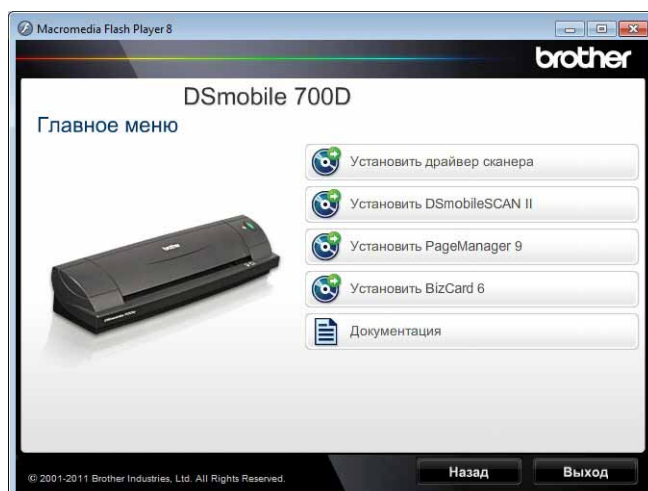 Macromedia Flash Player 8
brother
DSmobile 700D
Главное меню
Установить драйвер сканера
Установить DSmobileSCAN II
Установить PageManager 9
Установить BizCard 6
Документация
brother
© 2001-2011 Brother Industries, Ltd. All Rights Reserved.
Назад
Выход